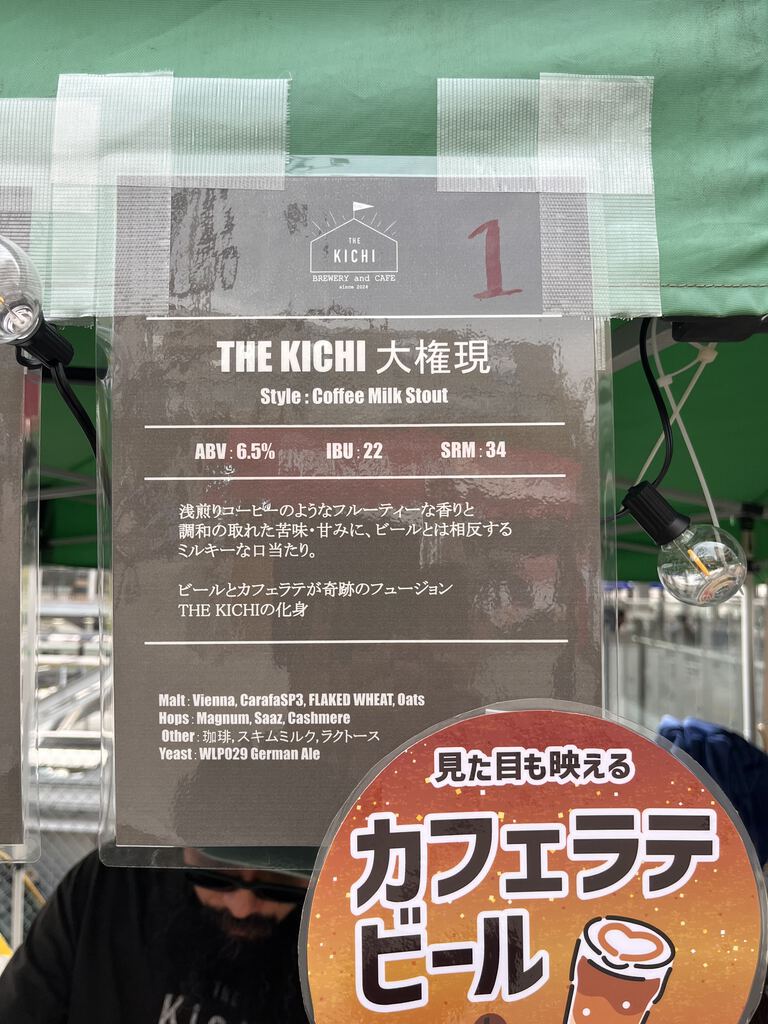 THE
KICHI
BREWERY and CAFE
since 2024
1
THE KICHI 大権現
Style : Coffee Milk Stout
ABV : 6.5% IBU : 22 SRM : 34
浅煎りコーヒーのようなフルーティーな香りと
調和の取れた苦味・甘みに、ビールとは相反する
ミルキーな口当たり。
ビールとカフェラテが奇跡のフュージョン
THE KICHIの化身
Malt : Vienna, CarafaSP3, FLAKED WHEAT, Oats
Hops : Magnum, Saaz, Cashmere
Other : 珈琲, スキムミルク, ラクトース
Yeast : WLP029 German Ale
見た目も映える
カフェラテ
ビール
THE
KICHI